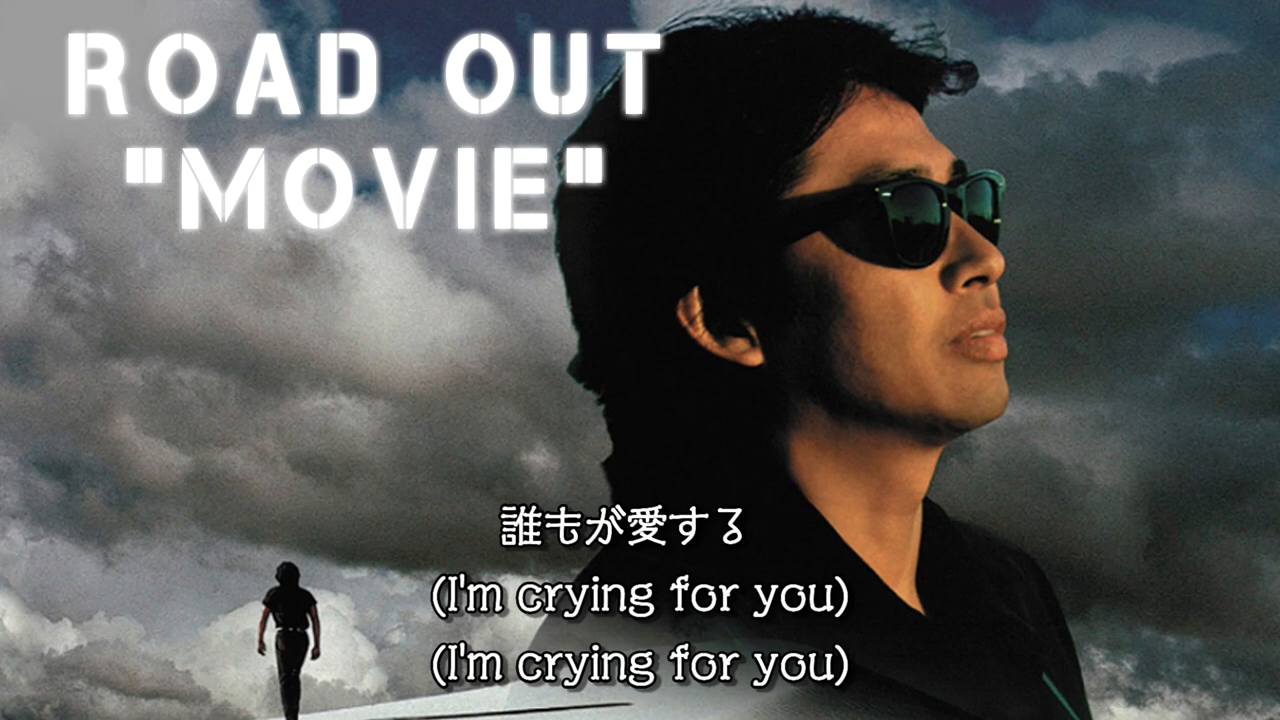 ROAD OUT
"MOVIE"
誰もが愛する
(I'm crying for you)
(I'm crying for you)